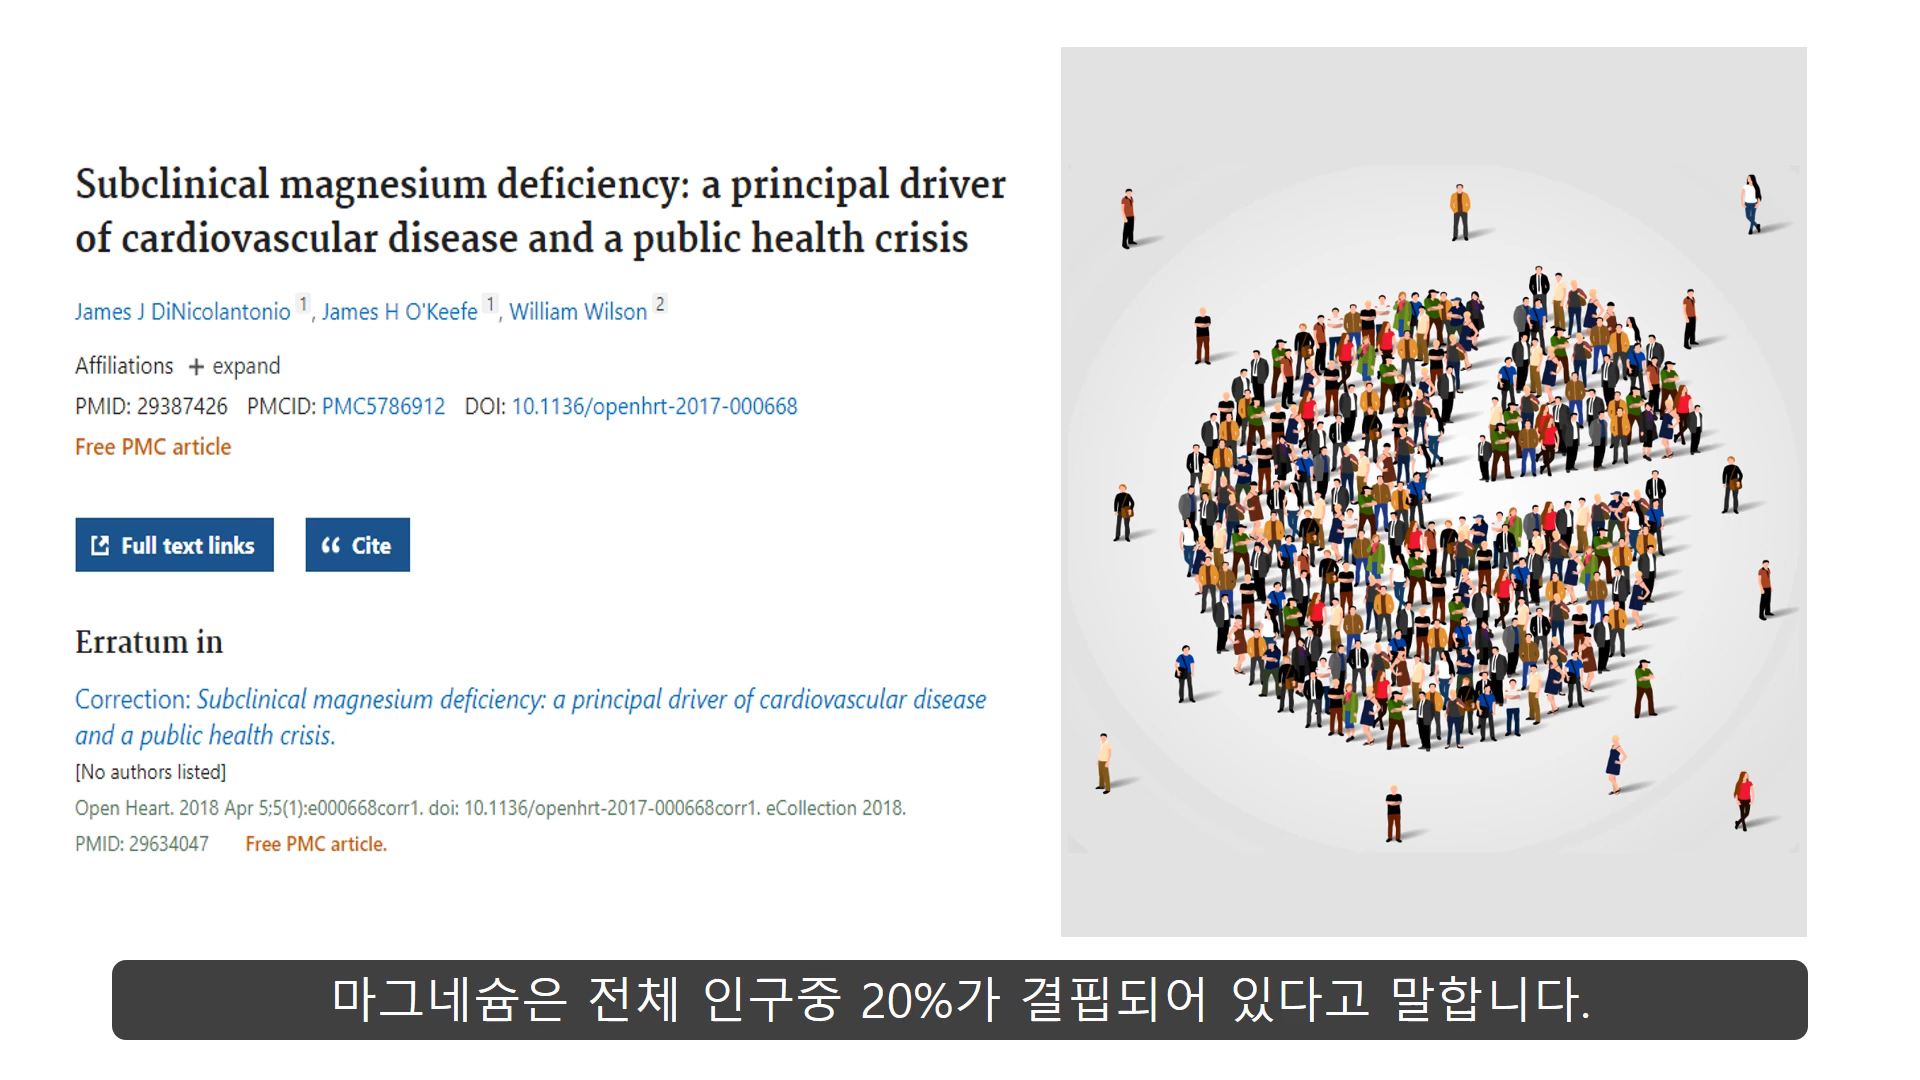 Subclinical magnesium deficiency: a principal driver
of cardiovascular disease and a public health crisis
James J DiNicolantonio 1, James H O'Keefe 1, William Wilson 2
Affiliations + expand
PMID: 29387426 PMCID: PMC5786912 DOI: 10.1136/openhrt-2017-000668
Free PMC article
Full text links
Cite
Erratum in
Correction: Subclinical magnesium deficiency: a principal driver of cardiovascular disease
and a public health crisis.
[No authors listed]
Open Heart. 2018 Apr 5;5(1):e000668corr1. doi: 10.1136/openhrt-2017-000668corr1. eCollection 2018.
PMID: 29634047 Free PMC article.
마그네슘은 전체 인구중 20%가 결핍되어 있다고 말합니다.